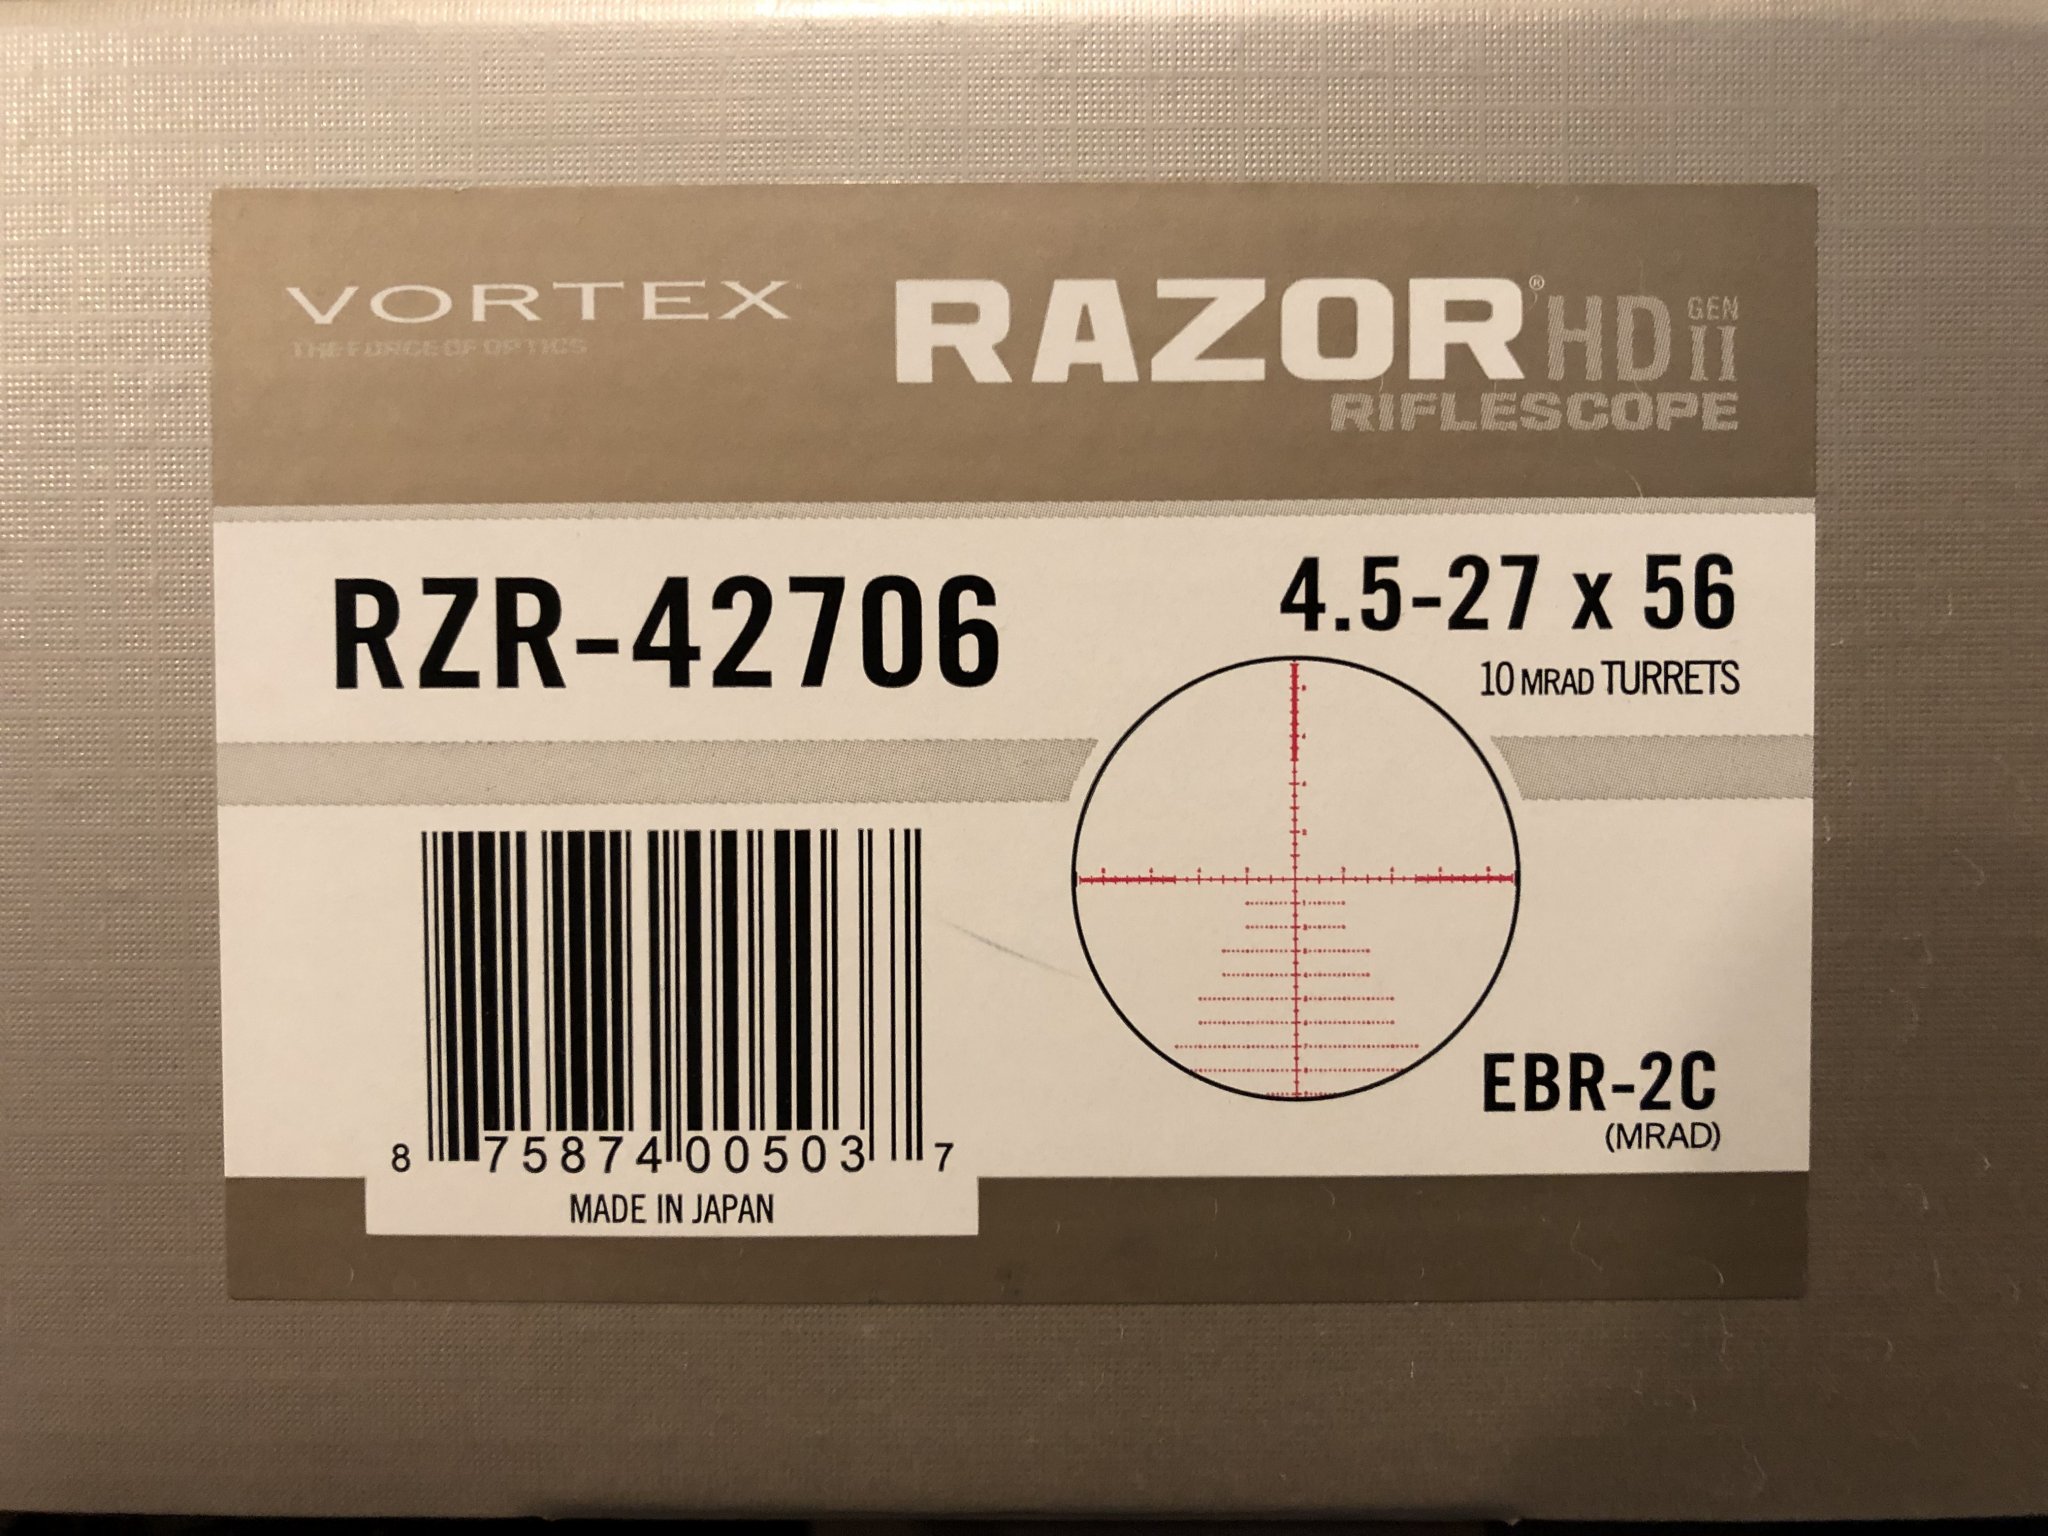 VORTEX
THE FORCE OF OPTICS
RAZOR® HD GEN II
RIFLESCOPE
RZR-42706
4.5-27 x 56
10 MRAD TURRETS
EBR-2C
(MRAD)
8 75874 00503 7
MADE IN JAPAN